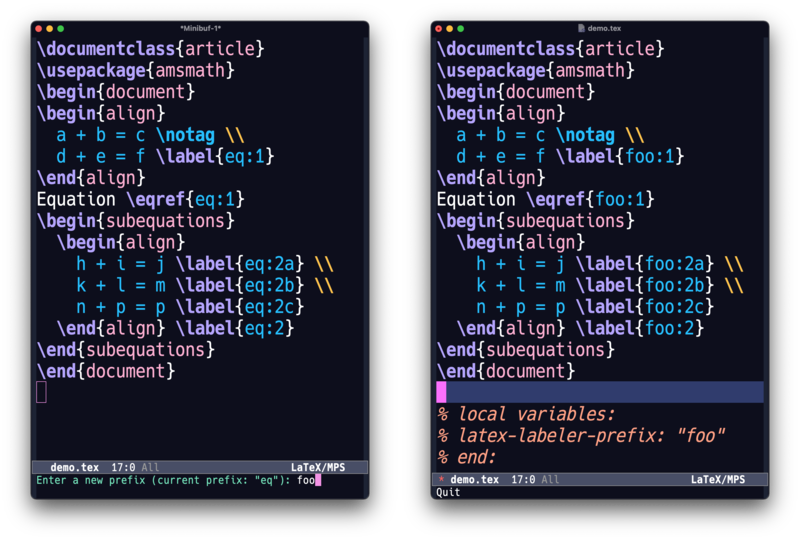 *Minibuf-1*
\documentclass{article}
\usepackage{amsmath}
\begin{document}
\begin{align}
  a + b = c \notag \\
  d + e = f \label{eq:1}
\end{align}
Equation \eqref{eq:1}
\begin{subequations}
  \begin{align}
    h + i = j \label{eq:2a} \\
    k + l = m \label{eq:2b} \\
    n + p = p \label{eq:2c}
  \end{align} \label{eq:2}
\end{subequations}
\end{document}
demo.tex  17:0 All  LaTeX/MPS
Enter a new prefix (current prefix: "eq"): foo
demo.tex
\documentclass{article}
\usepackage{amsmath}
\begin{document}
\begin{align}
  a + b = c \notag \\
  d + e = f \label{foo:1}
\end{align}
Equation \eqref{foo:1}
\begin{subequations}
  \begin{align}
    h + i = j \label{foo:2a} \\
    k + l = m \label{foo:2b} \\
    n + p = p \label{foo:2c}
  \end{align} \label{foo:2}
\end{subequations}
\end{document}
% local variables:
% latex-labeler-prefix: "foo"
% end:
* demo.tex  17:0 All  LaTeX/MPS
Quit